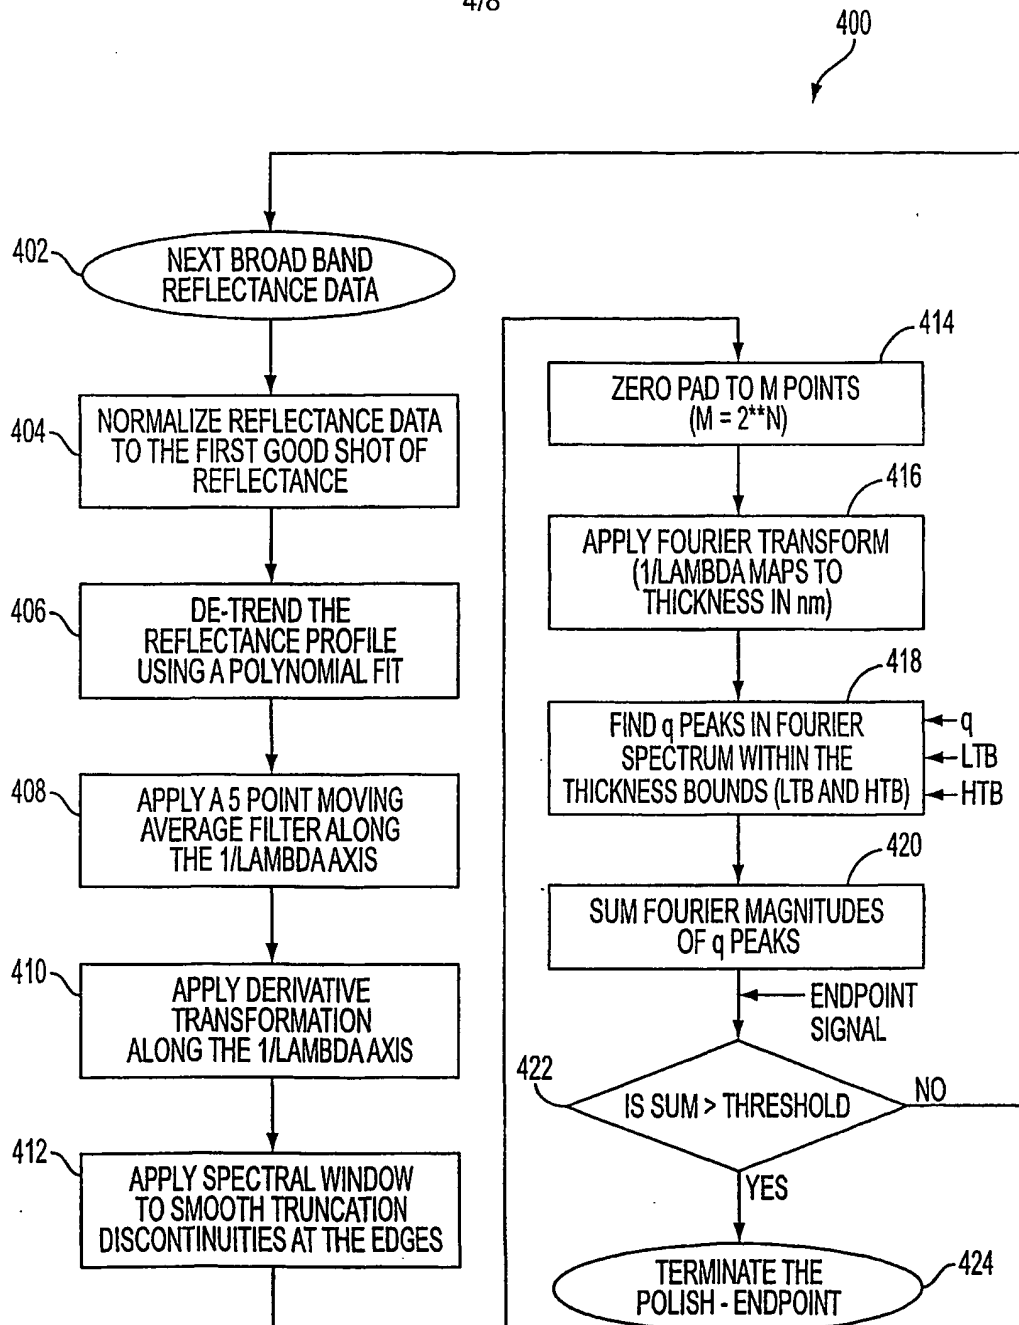 4/8
400
402
NEXT BROAD BAND
REFLECTANCE DATA
404
NORMALIZE REFLECTANCE DATA
TO THE FIRST GOOD SHOT OF
REFLECTANCE
406
DE-TREND THE
REFLECTANCE PROFILE
USING A POLYNOMIAL FIT
408
APPLY A 5 POINT MOVING
AVERAGE FILTER ALONG
THE 1/LAMBDA AXIS
410
APPLY DERIVATIVE
TRANSFORMATION
ALONG THE 1/LAMBDA AXIS
412
APPLY SPECTRAL WINDOW
TO SMOOTH TRUNCATION
DISCONTINUITIES AT THE EDGES
414
ZERO PAD TO M POINTS
(M = 2**N)
416
APPLY FOURIER TRANSFORM
(1/LAMBDA MAPS TO
THICKNESS IN nm)
418
FIND q PEAKS IN FOURIER
SPECTRUM WITHIN THE
THICKNESS BOUNDS (LTB AND HTB)
q
LTB
HTB
420
SUM FOURIER MAGNITUDES
OF q PEAKS
ENDPOINT
SIGNAL
422
IS SUM > THRESHOLD
NO
YES
424
TERMINATE THE
POLISH - ENDPOINT